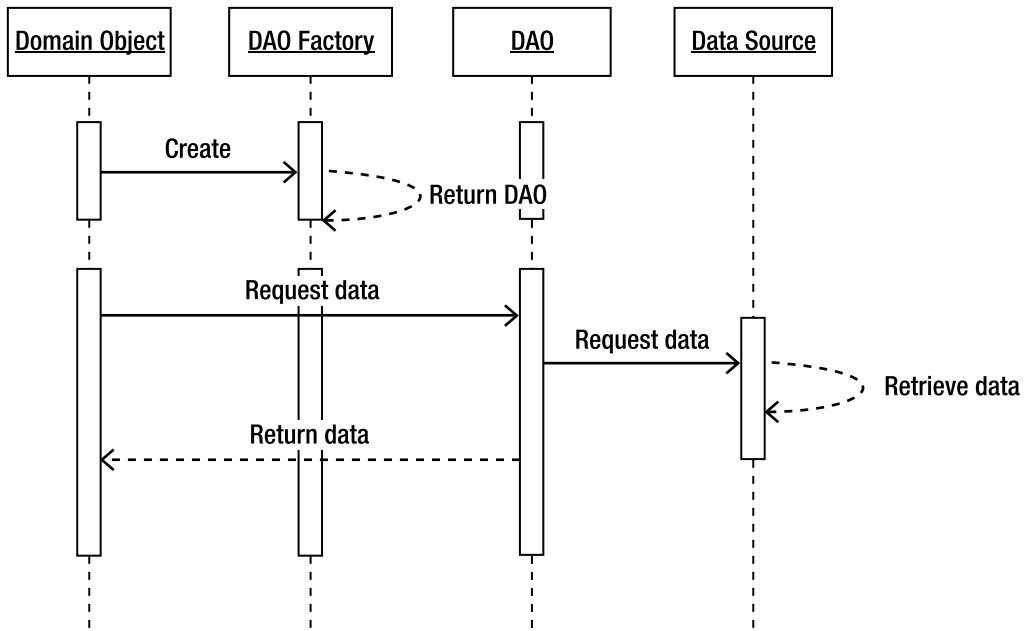 Domain Object
DAO Factory
DAO
Data Source
Create
Return DAO
Request data
Request data
Retrieve data
Return data